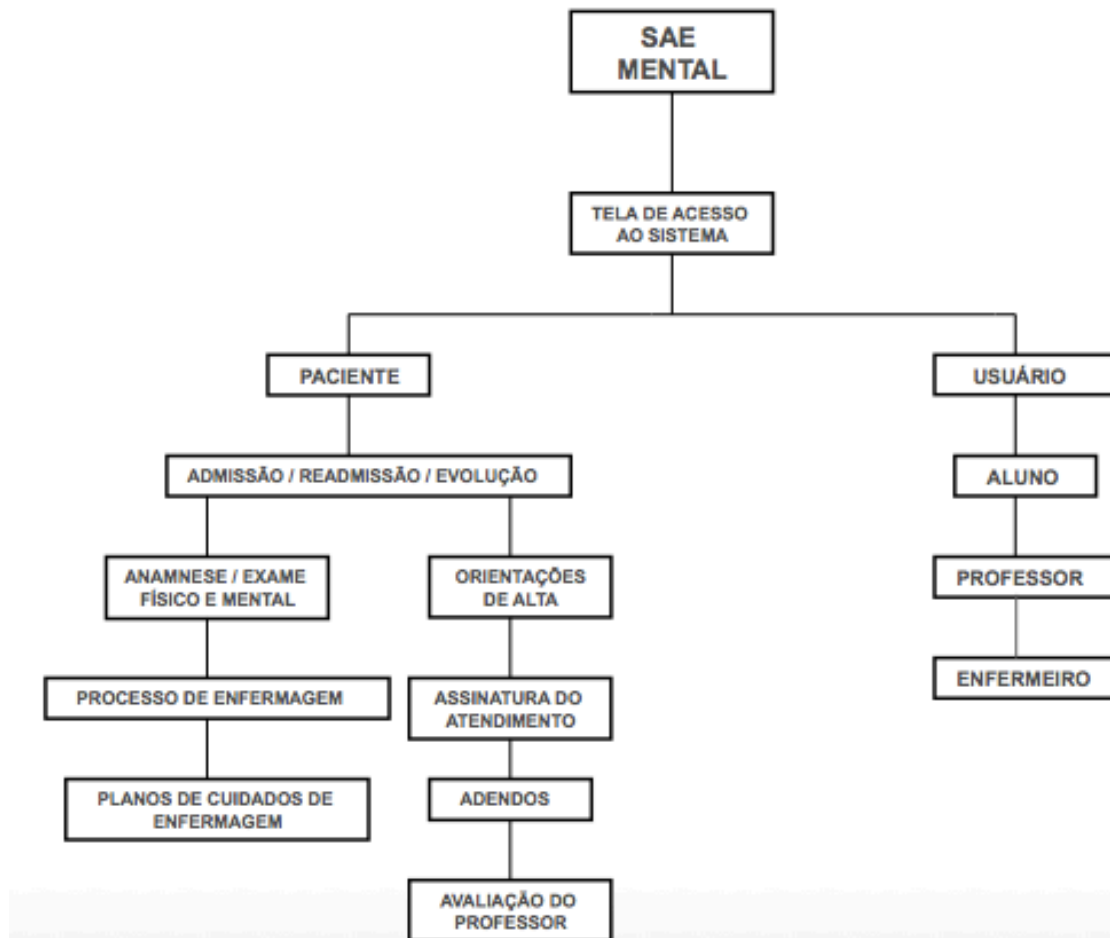 SAE
MENTAL
TELA DE ACESSO
AO SISTEMA
PACIENTE
USUÁRIO
ADMISSÃO / READMISSÃO / EVOLUÇÃO
ALUNO
ANAMNESE / EXAME
FÍSICO E MENTAL
ORIENTAÇÕES
DE ALTA
PROFESSOR
PROCESSO DE ENFERMAGEM
ASSINATURA DO
ATENDIMENTO
ENFERMEIRO
PLANOS DE CUIDADOS DE
ENFERMAGEM
ADENDOS
AVALIAÇÃO DO
PROFESSOR